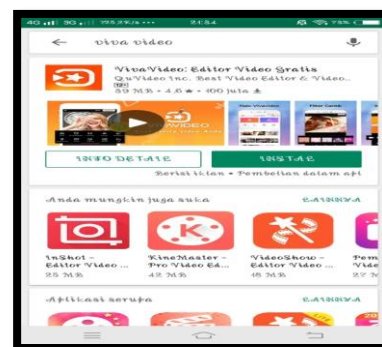 21:54
viva video
VivaVideo: Editor Video Gratis
QuVideo Inc. Best Video Editor & Video...
39 MB • 4,6 ★ • 100 juta
INFO DETAIL
INSTAL
Berisi iklan • Pembelian dalam apl
Anda mungkin juga suka
LAINNYA
InShot -
Editor Video ...
25 MB
KineMaster -
Pro Video Ed...
42 MB
VideoShow -
Editor Video ...
48 MB
27 M
Aplikasi serupa
LAINNYA